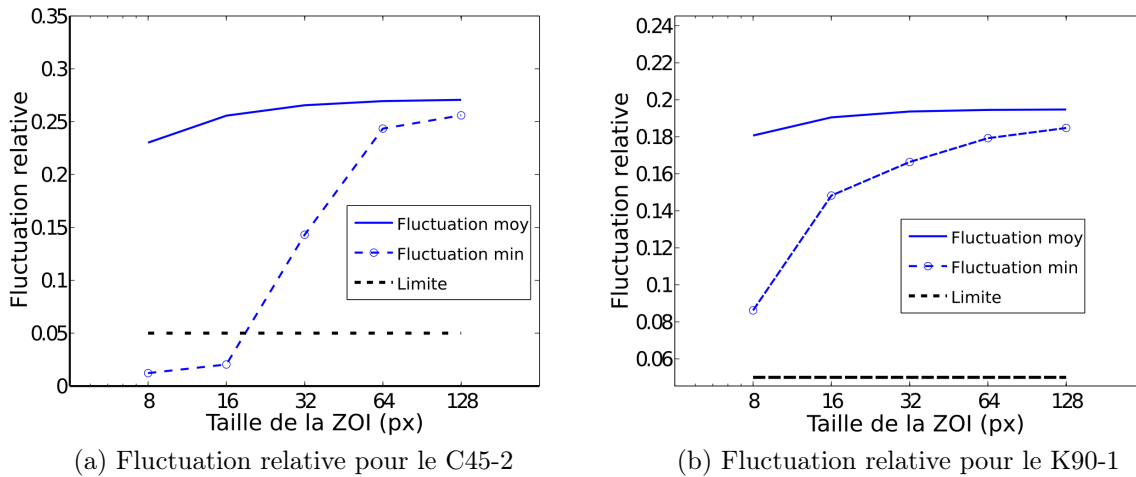 0.35
0.3
0.25
0.2
0.15
0.1
0.05
0
Fluctuation relative
8 16 32 64 128
Taille de la ZOI (px)
Fluctuation moy
Fluctuation min
Limite
(a) Fluctuation relative pour le C45-2
0.24
0.22
0.2
0.18
0.16
0.14
0.12
0.1
0.08
0.06
Fluctuation relative
8 16 32 64 128
Taille de la ZOI (px)
Fluctuation moy
Fluctuation min
Limite
(b) Fluctuation relative pour le K90-1